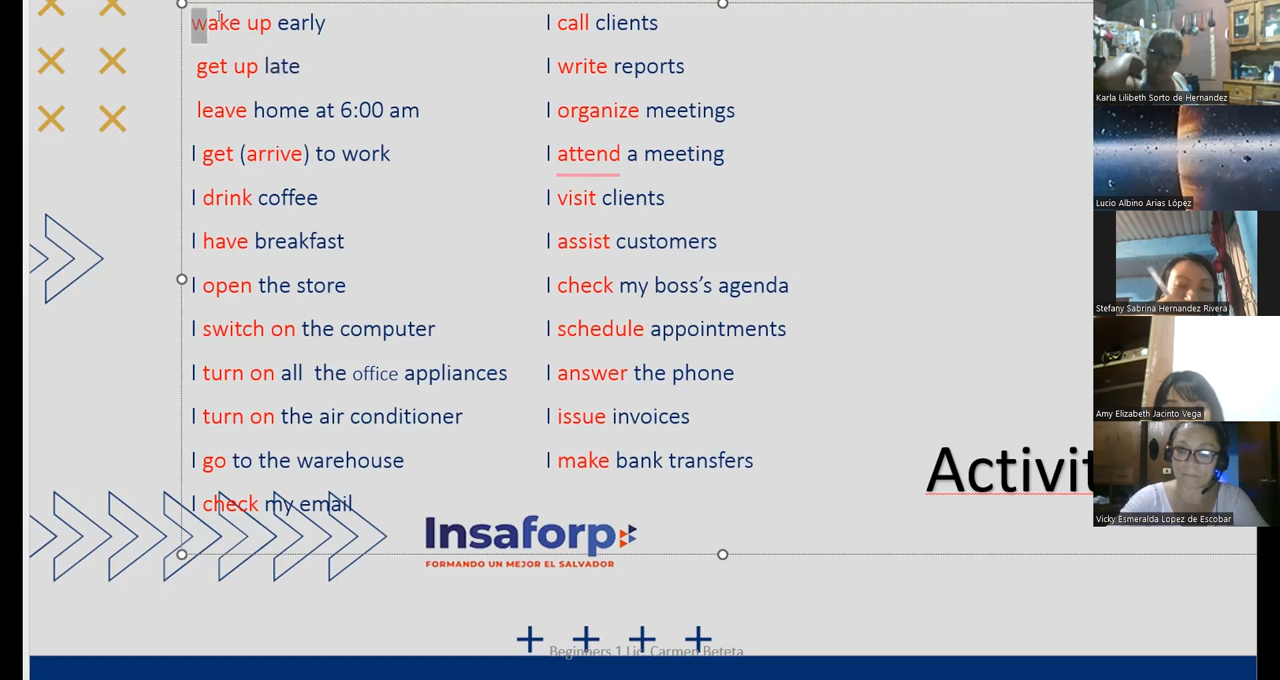 wake up early
get up late
leave home at 6:00 am
I get (arrive) to work
I drink coffee
I have breakfast
I open the store
I switch on the computer
I turn on all the office appliances
I turn on the air conditioner
I go to the warehouse
I check my email
I call clients
I write reports
I organize meetings
I attend a meeting
I visit clients
I assist customers
I check my boss’s agenda
I schedule appointments
I answer the phone
I issue invoices
I make bank transfers
Activit
Insaforp
FORMANDO UN MEJOR EL SALVADOR
Beginners 1 Lic. Carmen Beteta
Karla Lilibeth Sorto de Hernandez
Lucio Albino Arias López
Stefany Sabrina Hernandez Rivera
Amy Elizabeth Jacinto Vega
Vicky Esmeralda Lopez de Escobar